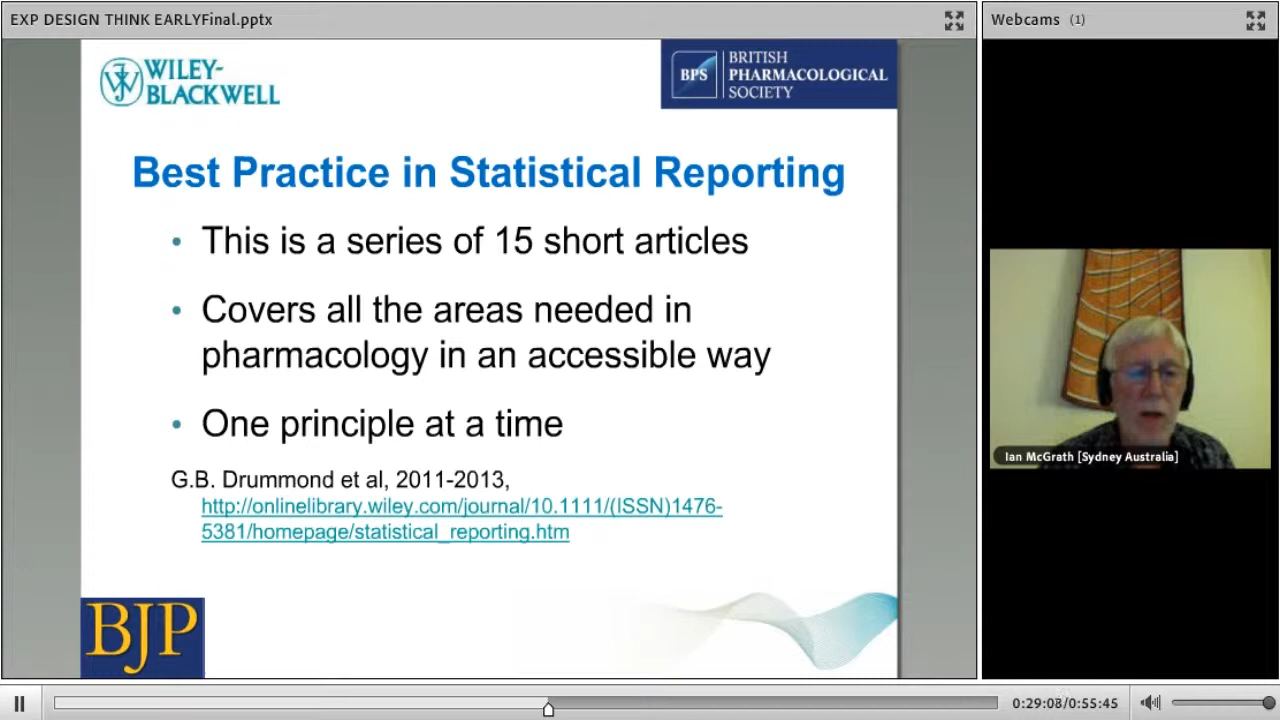 EXP DESIGN THINK EARLYFinal.pptx
Webcams (1)
WILEY-
BLACKWELL
BPS
BRITISH
PHARMACOLOGICAL
SOCIETY
Best Practice in Statistical Reporting
• This is a series of 15 short articles
• Covers all the areas needed in
pharmacology in an accessible way
• One principle at a time
G.B. Drummond et al, 2011-2013,
http://onlinelibrary.wiley.com/journal/10.1111/(ISSN)1476-
5381/homepage/statistical_reporting.htm
BJP
Ian McGrath [Sydney Australia]
0:29:08/0:55:45